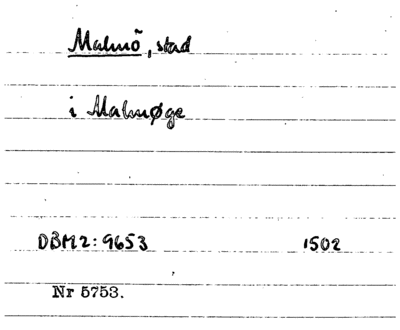 Malmö, stad
i Malmøge
DBM2:9653 1502
Nr 5753.